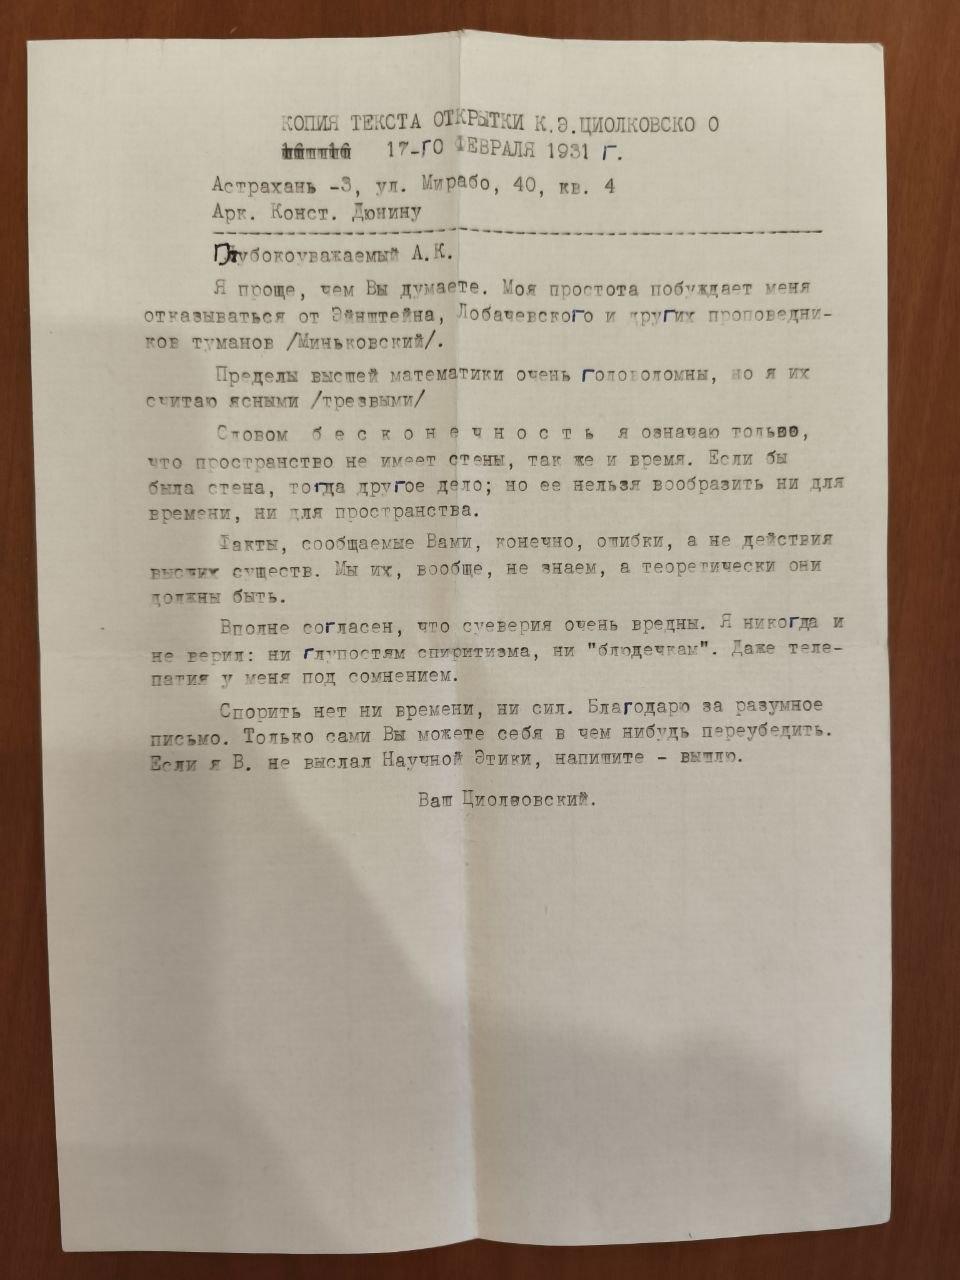 КОПИЯ ТЕКСТА ОТКРЫТКИ К.Э.ЦИОЛКОВСКО О
17-ГО ФЕВРАЛЯ 1931 г.
Астрахань -3, ул. Мирабо, 40, кв. 4
Арк. Конст. Дюнину
Глубокоуважаемый А.К.
Я проще, чем Вы думаете. Моя простота побуждает меня
отказываться от Эйнштейна, Лобачевского и других проповедни-
ков туманов /Миньковский/.
Пределы высшей математики очень головоломны, но я их
считаю ясными /трезвыми/
Словом б е с к о н е ч н о с т ь я означаю только,
что пространство не имеет стены, так же и время. Если бы
была стена, тогда другое дело; но ее нельзя вообразить ни для
времени, ни для пространства.
Факты, сообщаемые Вами, конечно, ошибки, а не действия
высших существ. Мы их, вообще, не знаем, а теоретически они
должны быть.
Вполне согласен, что суеверия очень вредны. Я никогда и
не верил: ни глупостям спиритизма, ни "блюдечкам". Даже теле-
патия у меня под сомнением.
Спорить нет ни времени, ни сил. Благодарю за разумное
письмо. Только сами Вы можете себя в чем нибудь переубедить.
Если я В. не выслал Научной Этики, напишите - вышлю.
Ваш Циолковский.